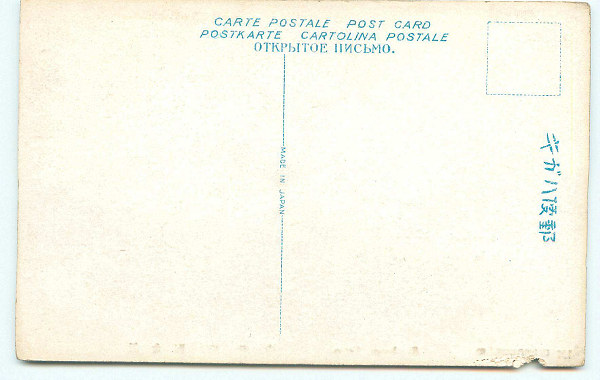 CARTE POSTALE POST CARD
POSTKARTE CARTOLINA POSTALE
ОТКРЫТОЕ ПИСЬМО.
MADE IN JAPAN
郵便ハガキ